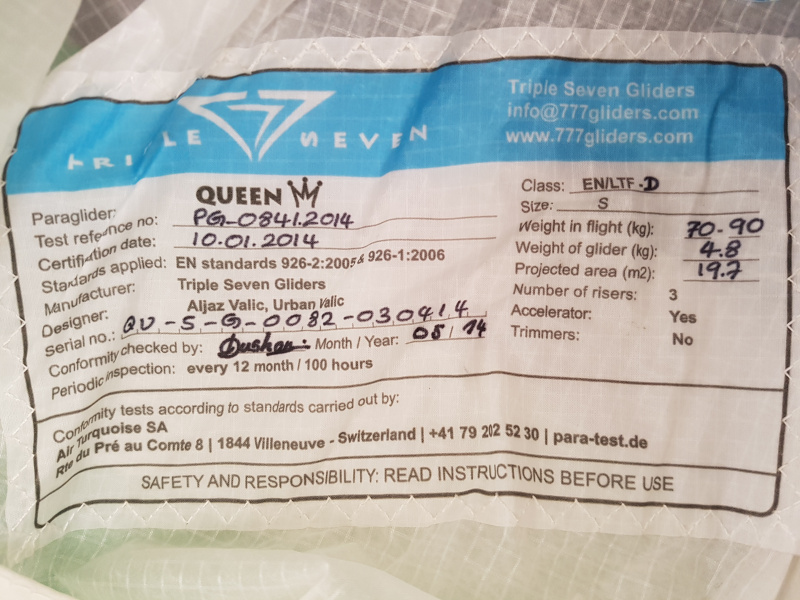 TRIPLE SEVEN
Triple Seven Gliders
info@777gliders.com
www.777gliders.com
Paraglider: QUEEN
Test reference no: PG_0841.2014
Certification date: 10.01.2014
Standards applied: EN standards 926-2:2005 & 926-1:2006
Manufacturer: Triple Seven Gliders
Designer: Aljaz Valic, Urban Valic
Serial no.: QU-S-G-0082-030414
Conformity checked by: Dushan Month / Year: 05 / 14
Periodic inspection: every 12 month / 100 hours
Class: EN/LTF-D
Size: S
Weight in flight (kg): 70-90
Weight of glider (kg): 4.8
Projected area (m2): 19.7
Number of risers: 3
Accelerator: Yes
Trimmers: No
Conformity tests according to standards carried out by:
Air Turquoise SA
Rte du Pré au Comte 8 | 1844 Villeneuve - Switzerland | +41 79 202 52 30 | para-test.de
SAFETY AND RESPONSIBILITY: READ INSTRUCTIONS BEFORE USE